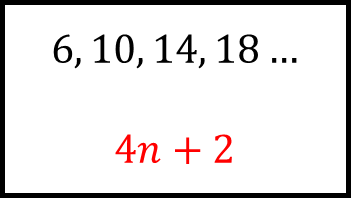 6, 10, 14, 18 ...
4n + 2